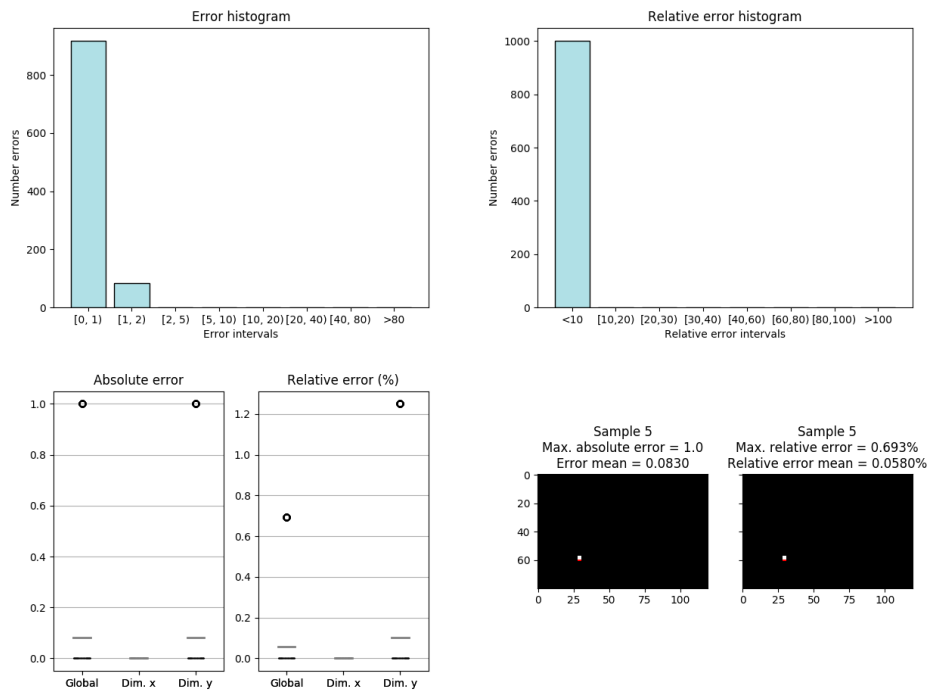 Error histogram
Number errors
800
600
400
200
0
[0, 1) [1, 2) [2, 5) [5, 10) [10, 20) [20, 40) [40, 80) >80
Error intervals
Relative error histogram
Number errors
1000
800
600
400
200
0
<10 [10,20) [20,30) [30,40) [40,60) [60,80) [80,100) >100
Relative error intervals
Absolute error
1.0
0.8
0.6
0.4
0.2
0.0
Global Dim. x Dim. y
Relative error (%)
1.2
1.0
0.8
0.6
0.4
0.2
0.0
Global Dim. x Dim. y
Sample 5
Max. absolute error = 1.0
Error mean = 0.0830
0
20
40
60
0 25 50 75 100
Sample 5
Max. relative error = 0.693%
Relative error mean = 0.0580%
0 25 50 75 100